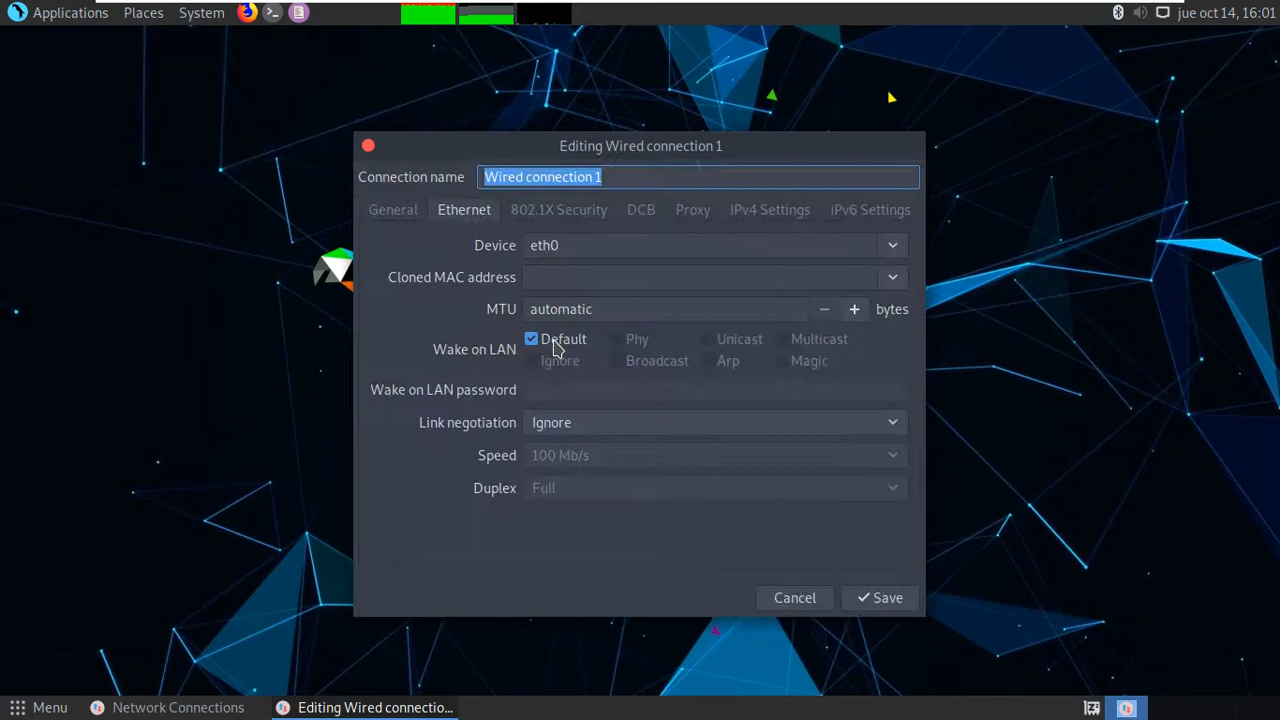 Applications Places System jue oct 14, 16:01
Editing Wired connection 1
Connection name Wired connection 1
General Ethernet 802.1X Security DCB Proxy IPv4 Settings IPv6 Settings
Device eth0
Cloned MAC address
MTU automatic bytes
Wake on LAN
Default Phy Unicast Multicast
Ignore Broadcast Arp Magic
Wake on LAN password
Link negotiation Ignore
Speed 100 Mb/s
Duplex Full
Cancel Save
Menu Network Connections Editing Wired connectio...